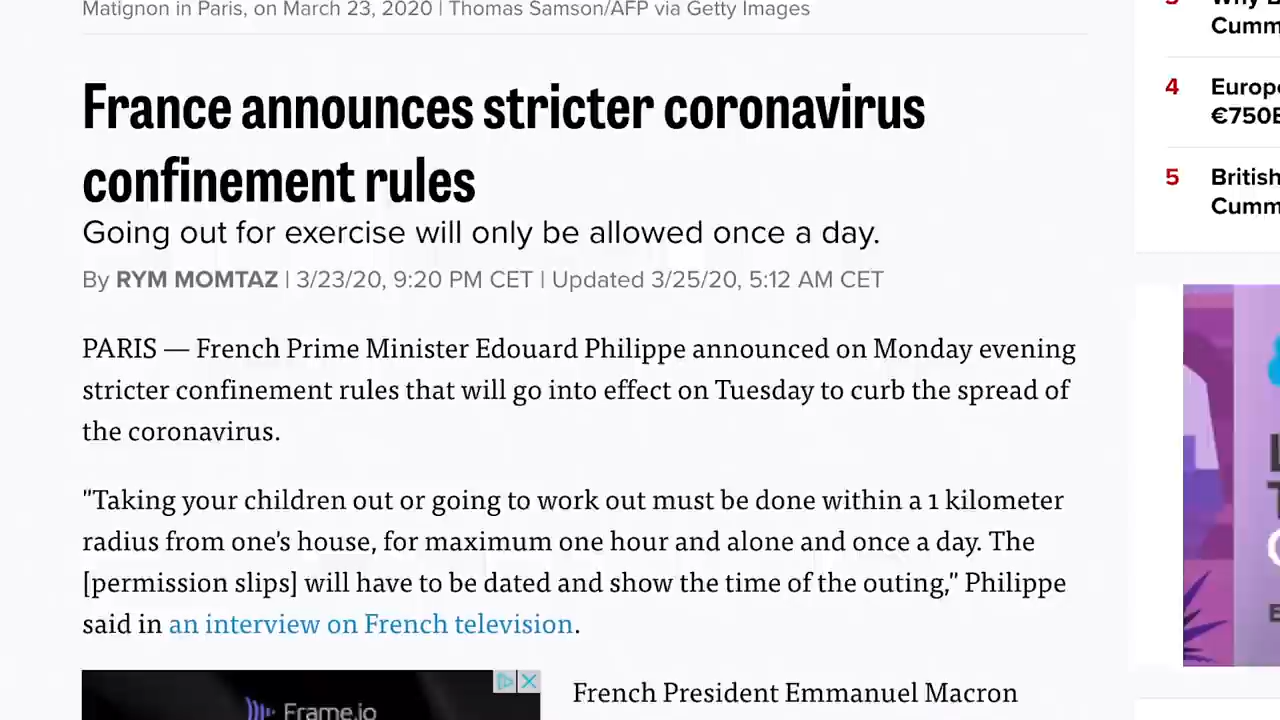 Matignon in Paris, on March 23, 2020 | Thomas Samson/AFP via Getty Images
France announces stricter coronavirus
confinement rules
Going out for exercise will only be allowed once a day.
By RYM MOMTAZ | 3/23/20, 9:20 PM CET | Updated 3/25/20, 5:12 AM CET
PARIS — French Prime Minister Edouard Philippe announced on Monday evening
stricter confinement rules that will go into effect on Tuesday to curb the spread of
the coronavirus.
"Taking your children out or going to work out must be done within a 1 kilometer
radius from one's house, for maximum one hour and alone and once a day. The
[permission slips] will have to be dated and show the time of the outing,” Philippe
said in an interview on French television.
Frame.io
French President Emmanuel Macron
Cumm
4 Europe
€750B
5 British
Cumm